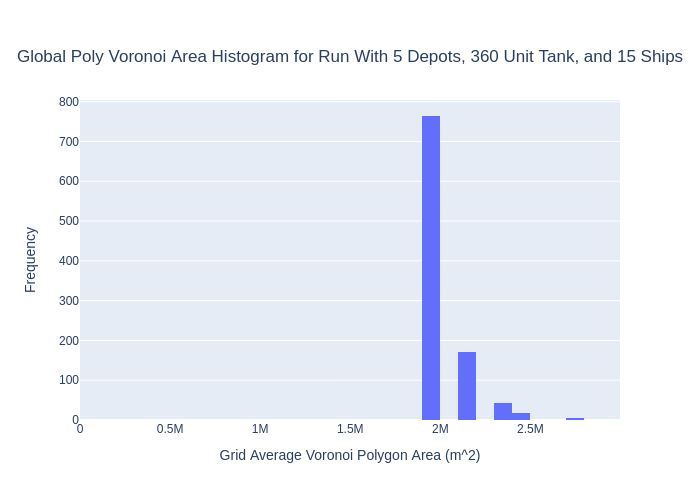 Global Poly Voronoi Area Histogram for Run With 5 Depots, 360 Unit Tank, and 15 Ships
800
700
600
500
400
300
200
100
0
Frequency
0 0.5M 1M 1.5M 2M 2.5M
Grid Average Voronoi Polygon Area (m^2)